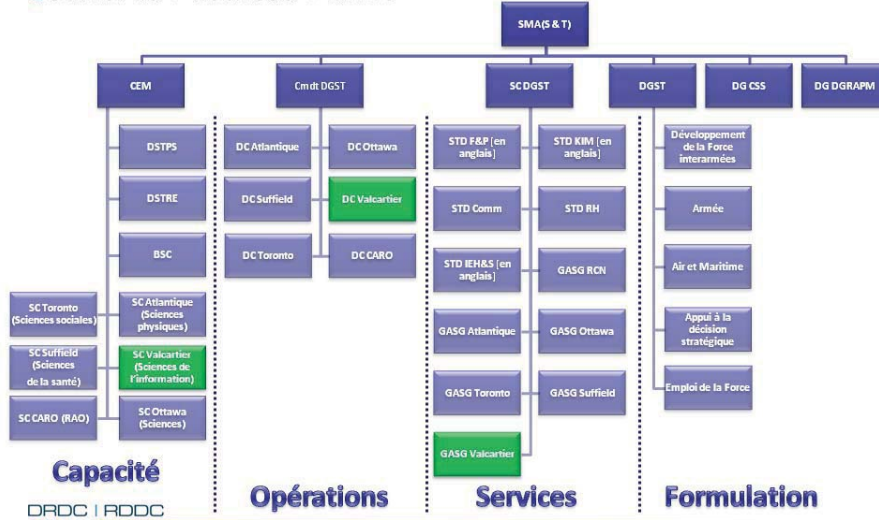 SMA(S & T)
CEM
Cmdt DGST
SC DGST
DGST
DG CSS
DG DGRAPM
DSTPS
DSTRE
BSC
SC Toronto
(Sciences sociales)
SC Atlantique
(Sciences
physiques)
SC Suffield
(Sciences
de la santé)
SC Valcartier
(Sciences de
l'information)
SC CARO (RAO)
SC Ottawa
(Sciences)
DC Atlantique
DC Ottawa
DC Suffield
DC Valcartier
DC Toronto
DC CARO
STD F&P [en
anglais]
STD KIM [en
anglais]
STD Comm
STD RH
STD IEH&S [en
anglais]
GASG RCN
GASG Atlantique
GASG Ottawa
GASG Toronto
GASG Suffield
GASG Valcartier
Développement
de la Force
interarmées
Armée
Air et Maritime
Appui à la
décision
stratégique
Emploi de la Force
Capacité
Opérations
Services
Formulation
DRDC | RDDC